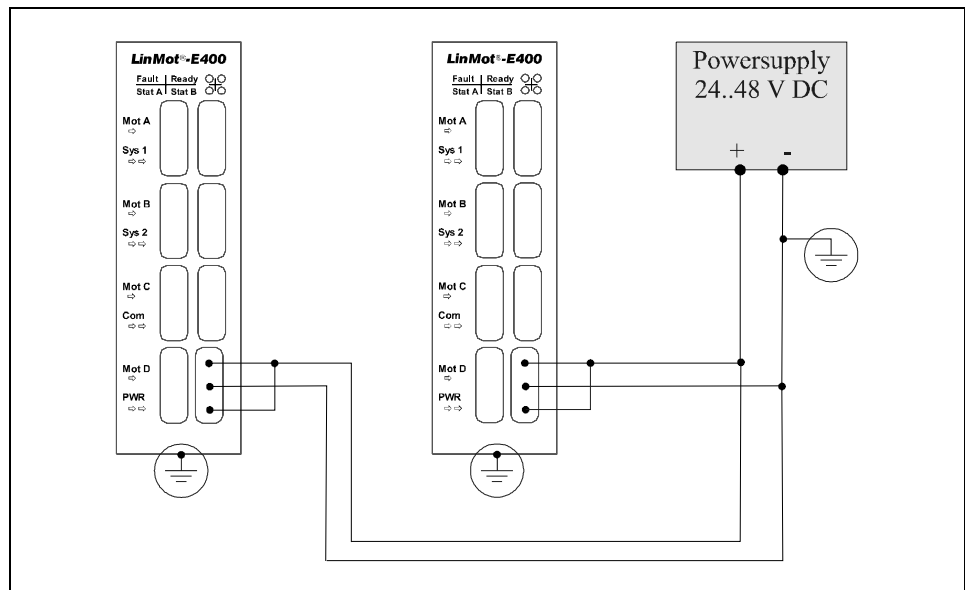 LinMot®-E400
Fault Ready
Stat A Stat B
Mot A
Sys 1
Mot B
Sys 2
Mot C
Com
Mot D
PWR
LinMot®-E400
Fault Ready
Stat A Stat B
Mot A
Sys 1
Mot B
Sys 2
Mot C
Com
Mot D
PWR
Powersupply
24..48 V DC
+ -